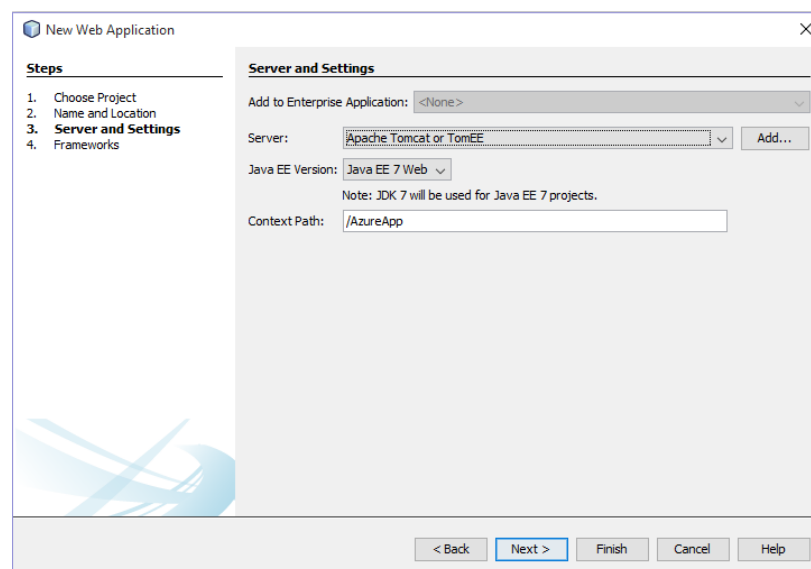 New Web Application
Steps
1. Choose Project
2. Name and Location
3. Server and Settings
4. Frameworks
Server and Settings
Add to Enterprise Application: <None>
Server: Apache Tomcat or TomEE Add...
Java EE Version: Java EE 7 Web
Note: JDK 7 will be used for Java EE 7 projects.
Context Path: /AzureApp
< Back Next > Finish Cancel Help